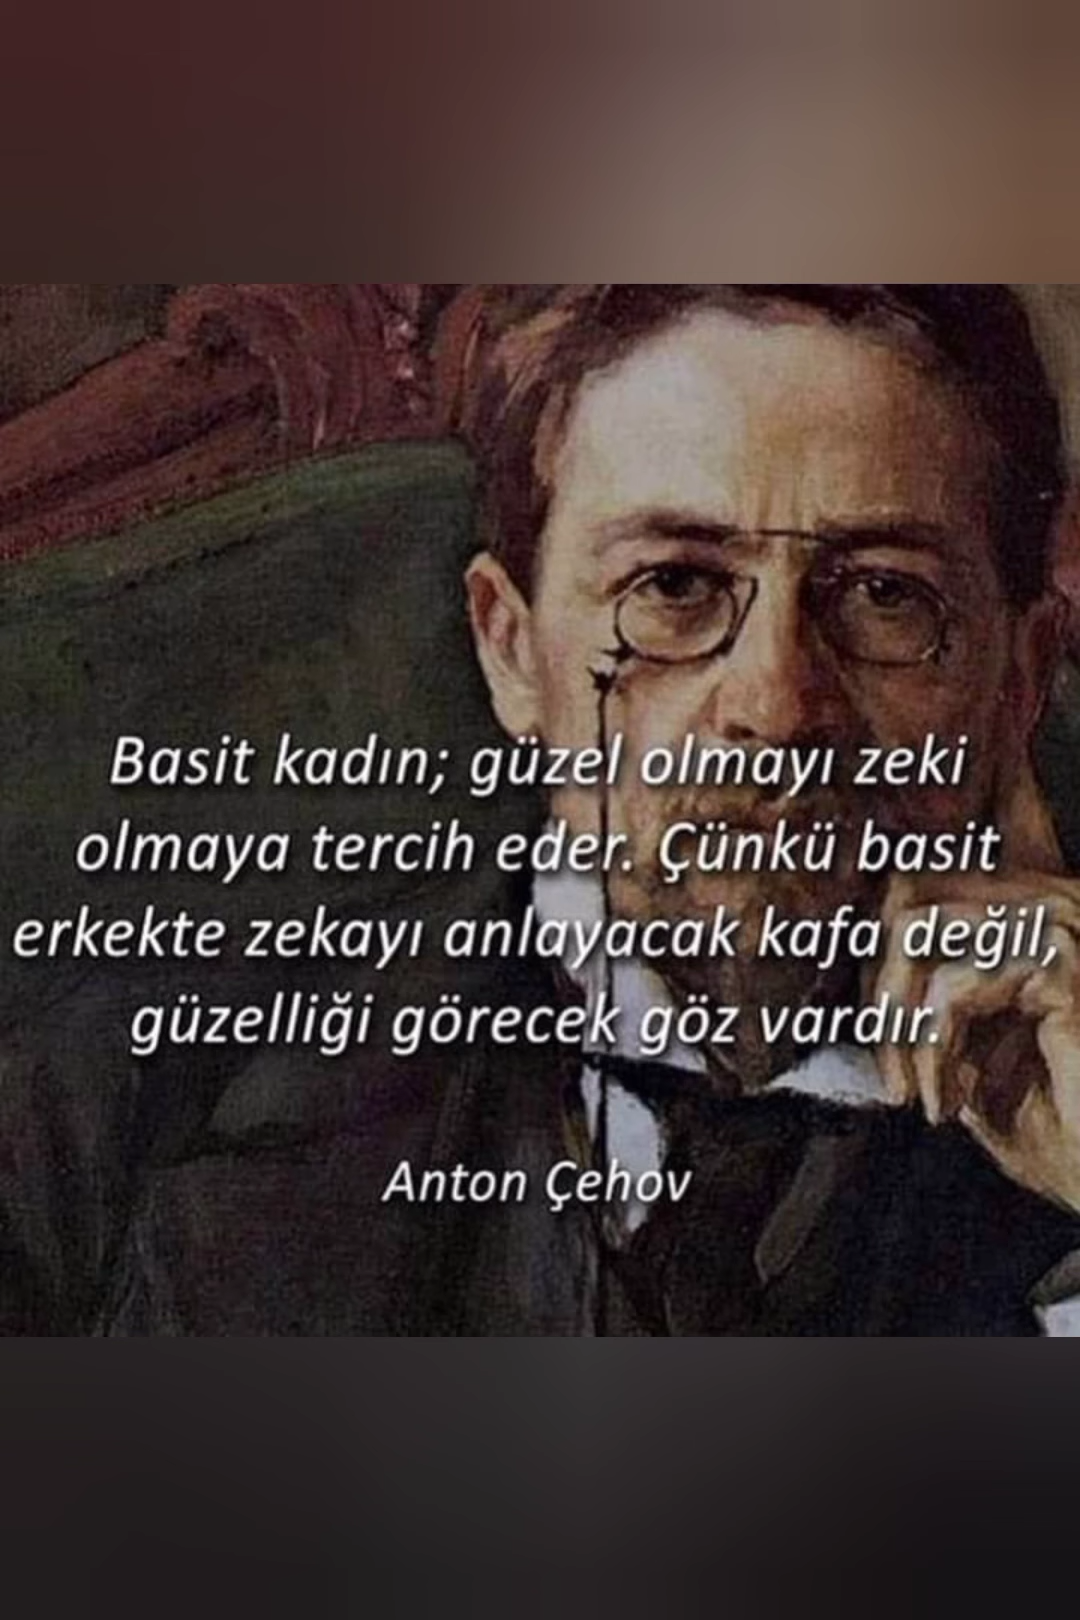 Basit kadın; güzel olmayı zeki
olmaya tercih eder. Çünkü basit
erkekte zekayı anlayacak kafa değil,
güzelliği görecek göz vardır.
Anton Çehov